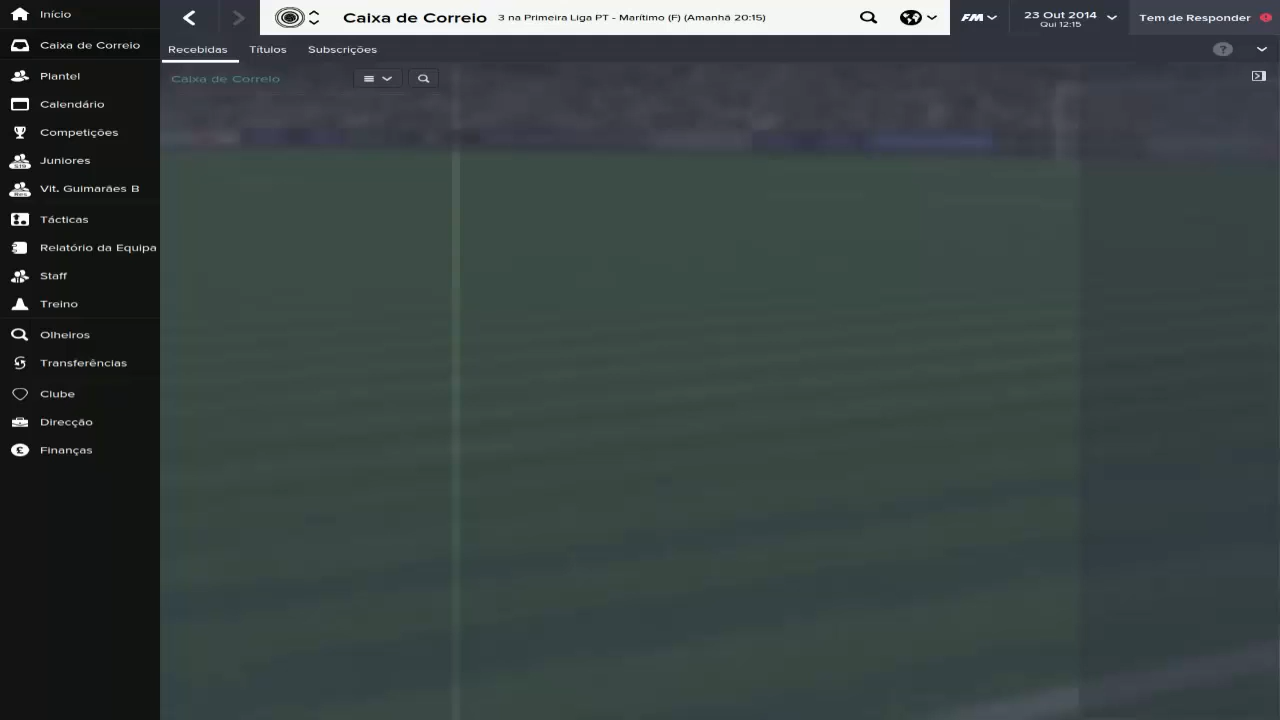 Início
Caixa de Correio
Plantel
Calendário
Competições
Juniores
Vit. Guimarães B
Tácticas
Relatório da Equipa
Staff
Treino
Olheiros
Transferências
Clube
Direcção
Finanças
Caixa de Correio
3 na Primeira Liga PT - Marítimo (F) (Amanhã 20:15)
FM
23 Out 2014
Qui 12:15
Tem de Responder
Recebidas
Títulos
Subscrições
Caixa de Correio